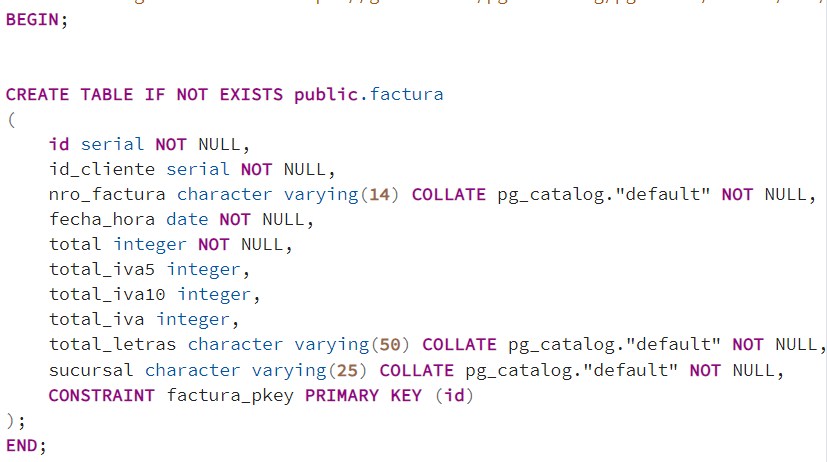 BEGIN;
CREATE TABLE IF NOT EXISTS public.factura
(
id serial NOT NULL,
id_cliente serial NOT NULL,
nro_factura character varying(14) COLLATE pg_catalog."default" NOT NULL,
fecha_hora date NOT NULL,
total integer NOT NULL,
total_iva5 integer,
total_iva10 integer,
total_iva integer,
total_letras character varying(50) COLLATE pg_catalog."default" NOT NULL,
sucursal character varying(25) COLLATE pg_catalog."default" NOT NULL,
CONSTRAINT factura_pkey PRIMARY KEY (id)
);
END;